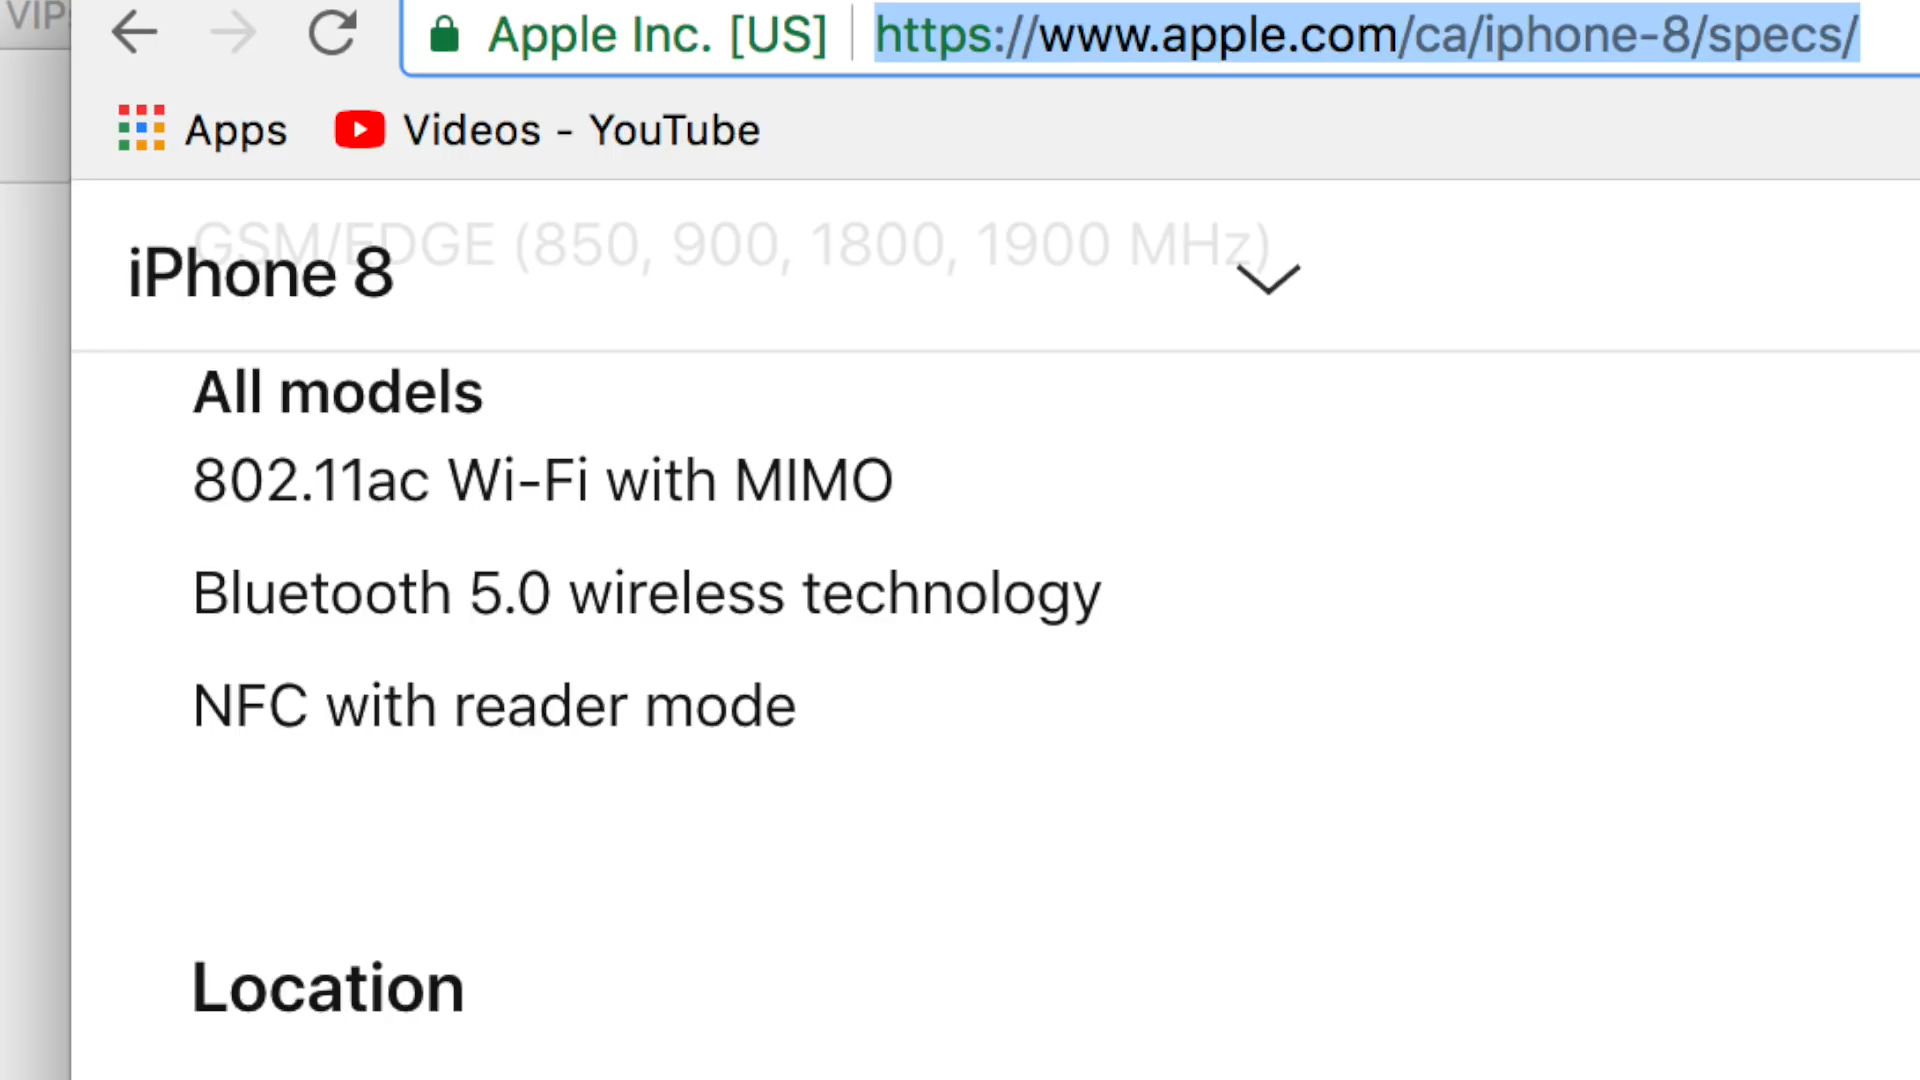 VIP
Apple Inc. [US] https://www.apple.com/ca/iphone-8/specs/
Apps Videos - YouTube
GSM/EDGE (850, 900, 1800, 1900 MHz)
iPhone 8
All models
802.11ac Wi-Fi with MIMO
Bluetooth 5.0 wireless technology
NFC with reader mode
Location